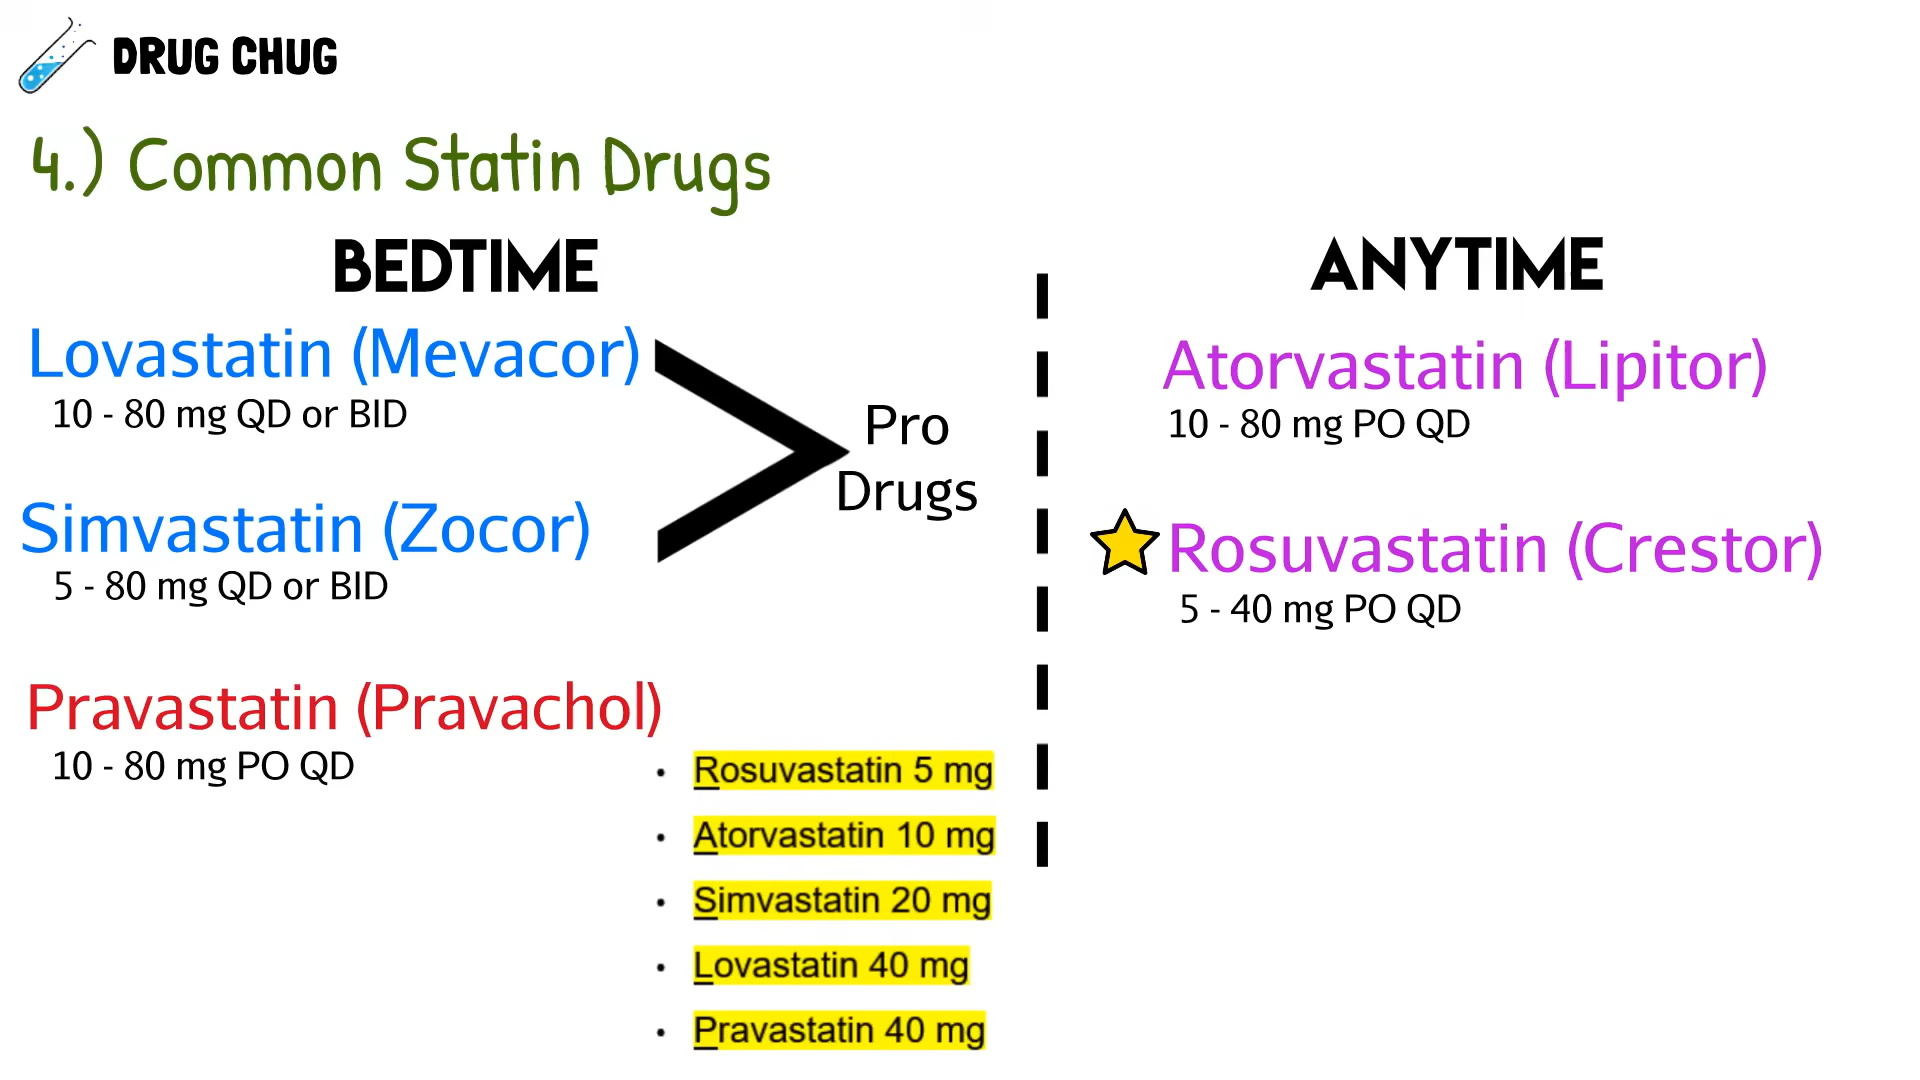 DRUG CHUG
4.) Common Statin Drugs
BEDTIME
Lovastatin (Mevacor)
10 - 80 mg QD or BID
Simvastatin (Zocor)
5 - 80 mg QD or BID
Pro
Drugs
Pravastatin (Pravachol)
10 - 80 mg PO QD
• Rosuvastatin 5 mg
• Atorvastatin 10 mg
• Simvastatin 20 mg
• Lovastatin 40 mg
• Pravastatin 40 mg
ANYTIME
Atorvastatin (Lipitor)
10 - 80 mg PO QD
Rosuvastatin (Crestor)
5 - 40 mg PO QD